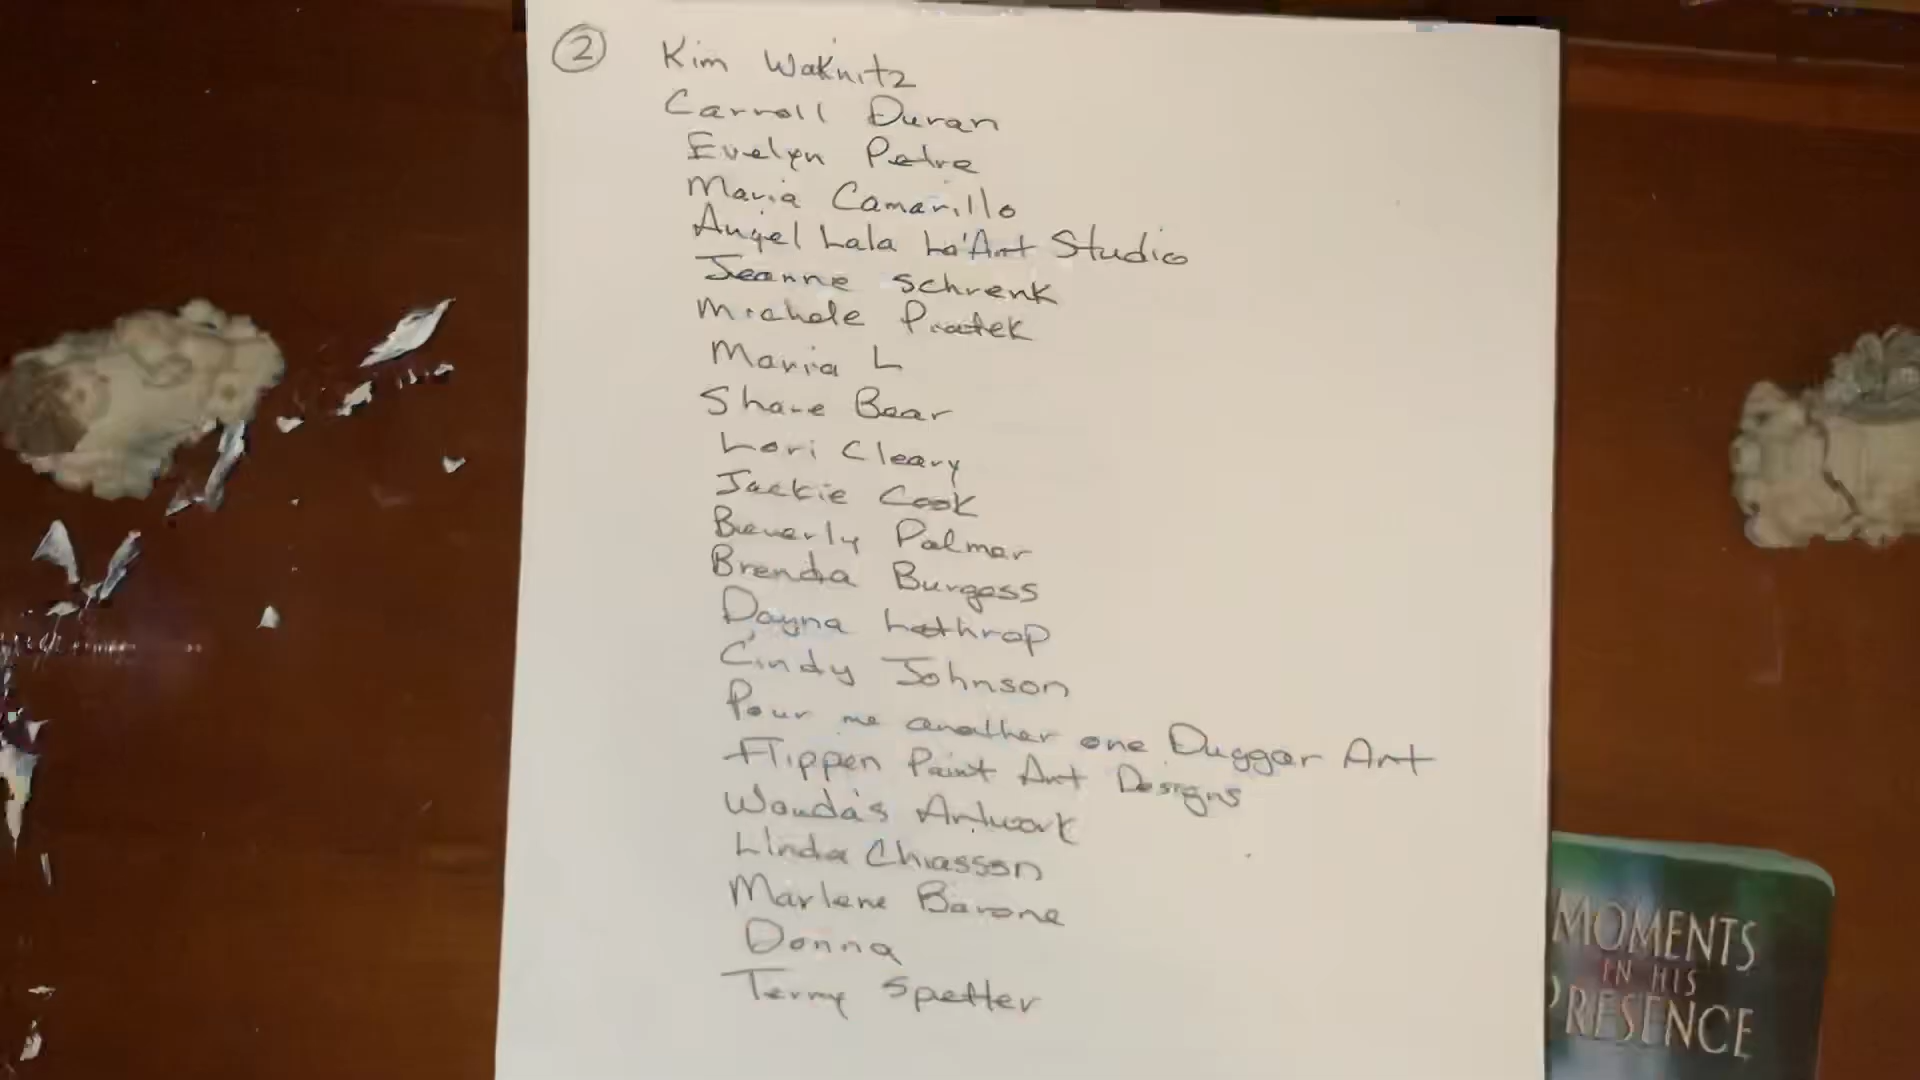 ② Kim Waknitz
Carroll Duran
Evelyn Petre
Maria Camarillo
Angel Lala La'Art Studio
Jeanne Schrenk
Michele Piatek
Maria L
Shane Bear
Lori Cleary
Jackie Cook
Beverly Palmer
Brenda Burgess
Dayna Lothrop
Cindy Johnson
Pour me another one Duggar Art
Flippen Paint Art Designs
Wanda's Artwork
Linda Chiasson
Marlene Barone
Donna
Terry Spetter
MOMENTS
IN HIS
PRESENCE